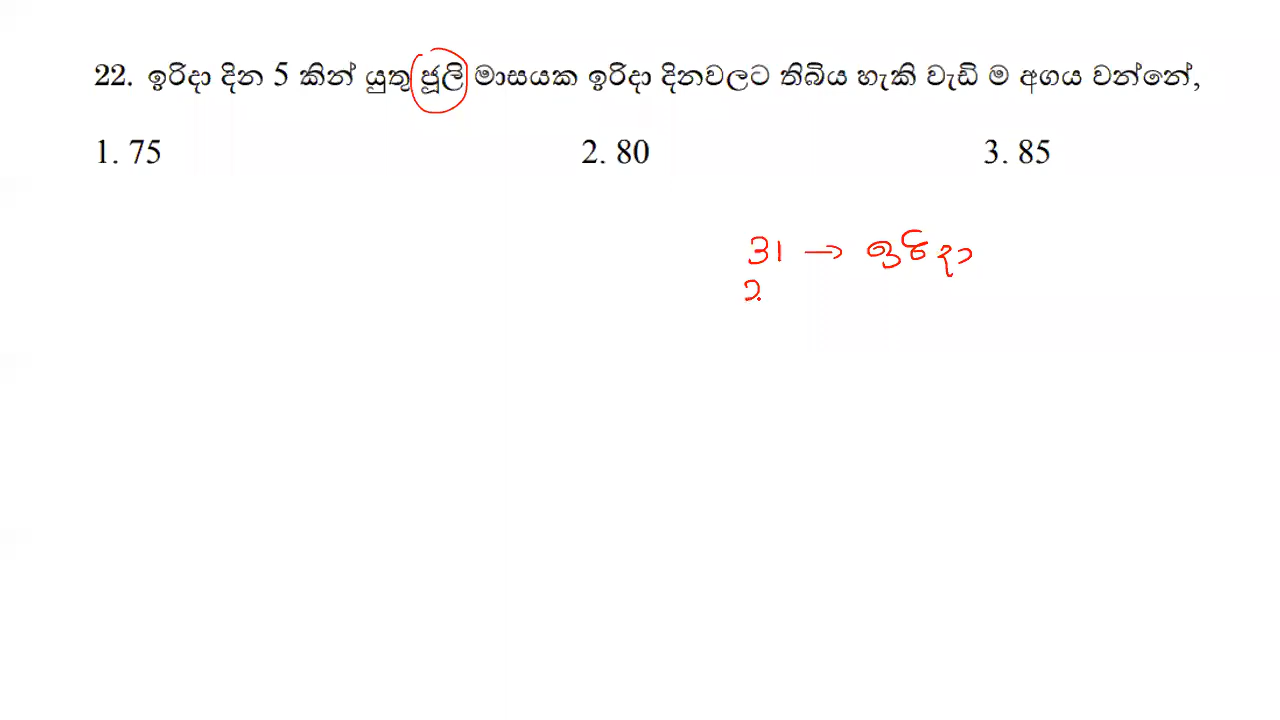 22. ඉරිදා දින 5 කින් යුතු ජූලි මාසයක ඉරිදා දිනවලට තිබිය හැකි වැඩි ම අගය වන්නේ,
1. 75 2. 80 3. 85
31 → ඉරිදා